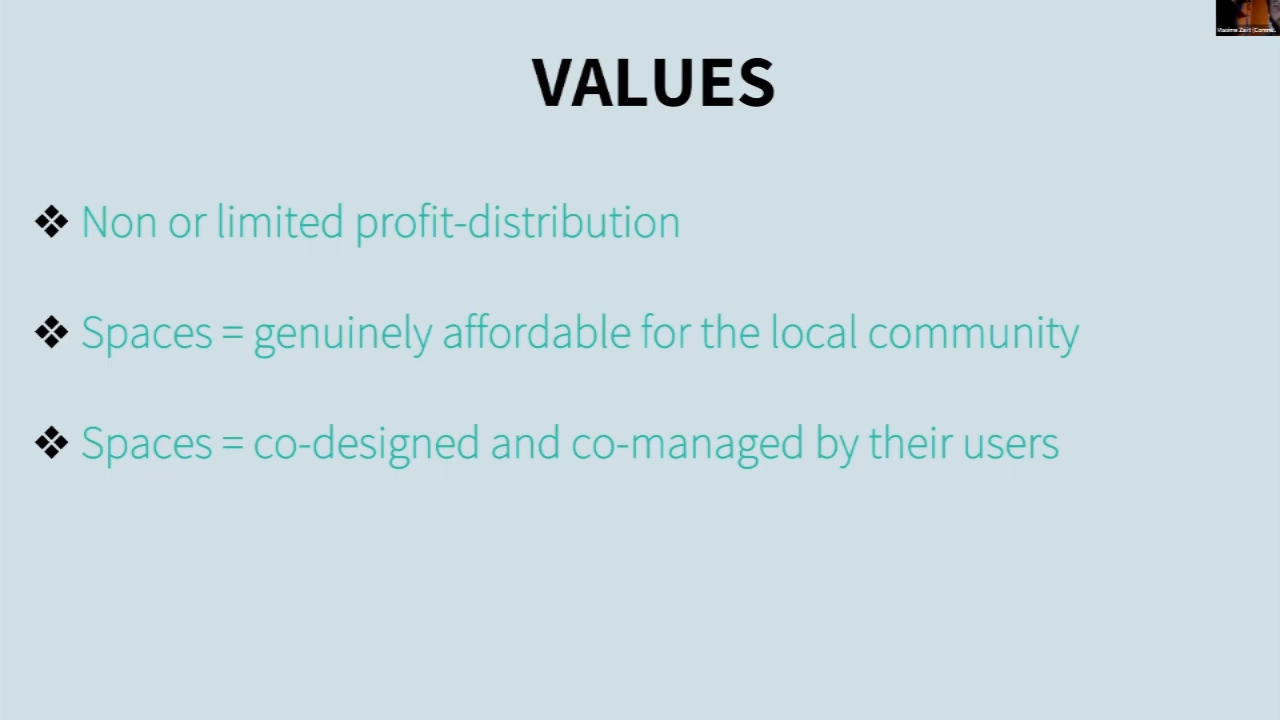 VALUES
❖ Non or limited profit-distribution
❖ Spaces = genuinely affordable for the local community
❖ Spaces = co-designed and co-managed by their users